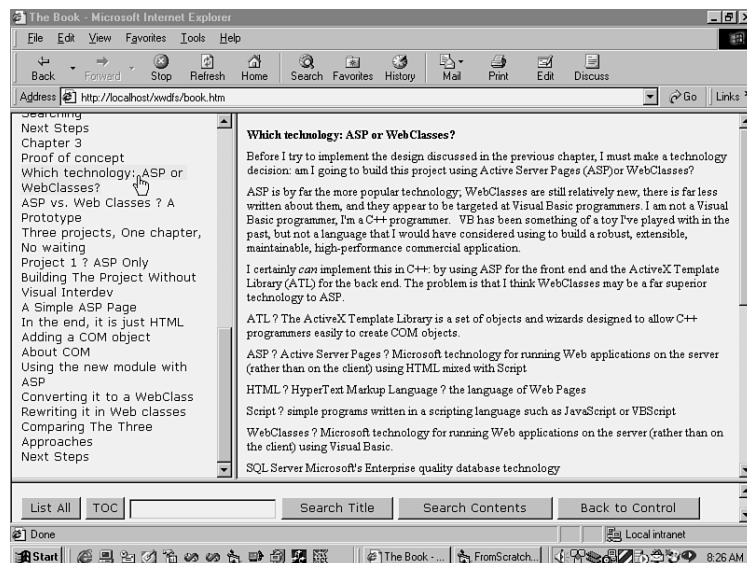 The Book - Microsoft Internet Explorer
File Edit View Favorites Tools Help
Back Forward Stop Refresh Home Search Favorites History Mail Print Edit Discuss
Address http://localhost/xwdfs/book.htm Go Links
Searching
Next Steps
Chapter 3
Proof of concept
Which technology: ASP or
WebClasses?
ASP vs. Web Classes ? A
Prototype
Three projects, One chapter,
No waiting
Project 1 ? ASP Only
Building The Project Without
Visual Interdev
A Simple ASP Page
In the end, it is just HTML
Adding a COM object
About COM
Using the new module with
ASP
Converting it to a WebClass
Rewriting it in Web classes
Comparing The Three
Approaches
Next Steps
Which technology: ASP or WebClasses?
Before I try to implement the design discussed in the previous chapter, I must make a technology
decision: am I going to build this project using Active Server Pages (ASP)or WebClasses?
ASP is by far the more popular technology; WebClasses are still relatively new, there is far less
written about them, and they appear to be targeted at Visual Basic programmers. I am not a Visual
Basic programmer, I'm a C++ programmer. VB has been something of a toy I've played with in the
past, but not a language that I would have considered using to build a robust, extensible,
maintainable, high-performance commercial application.
I certainly can implement this in C++: by using ASP for the front end and the ActiveX Template
Library (ATL) for the back end. The problem is that I think WebClasses may be a far superior
technology to ASP.
ATL ? The ActiveX Template Library is a set of objects and wizards designed to allow C++
programmers easily to create COM objects.
ASP ? Active Server Pages ? Microsoft technology for running Web applications on the server
(rather than on the client) using HTML mixed with Script
HTML ? HyperText Markup Language ? the language of Web Pages
Script ? simple programs written in a scripting language such as JavaScript or VBScript
WebClasses ? Microsoft technology for running Web applications on the server (rather than on
the client) using Visual Basic.
SQL Server Microsoft's Enterprise quality database technology
List All TOC Search Title Search Contents Back to Control
Done Local intranet
Start The Book - ... FromScratch... 8:26 AM